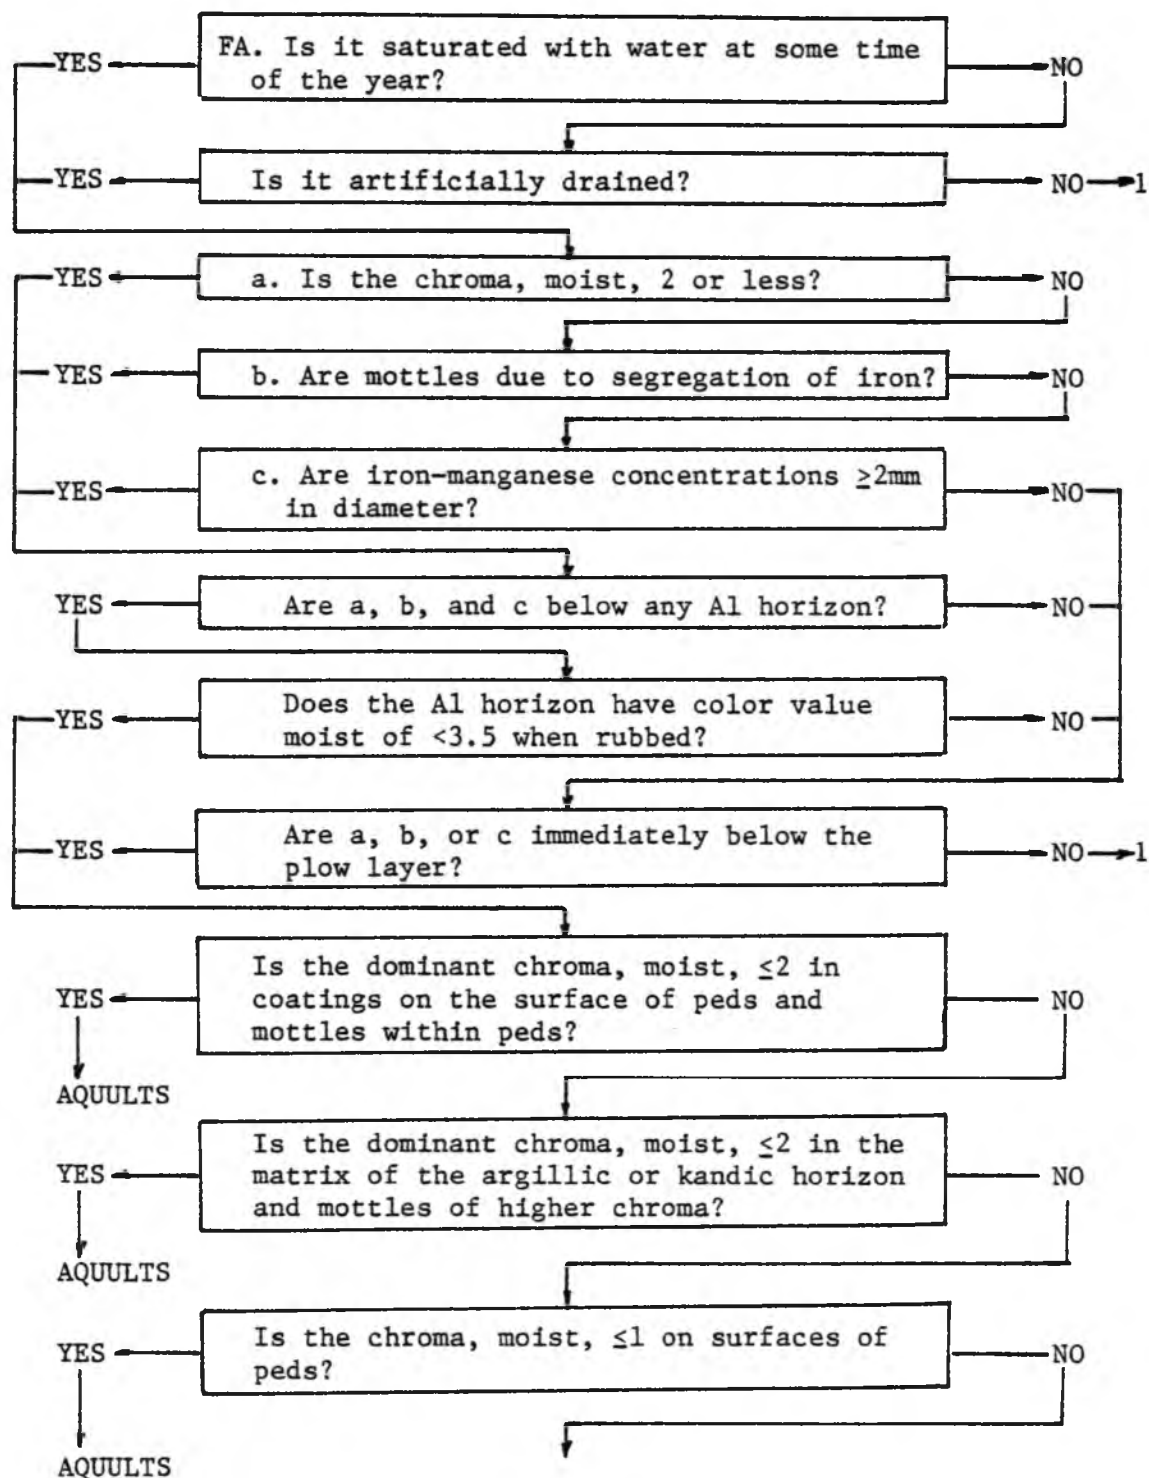 FA. Is it saturated with water at some time
of the year?
YES
NO
Is it artificially drained?
YES
NO
1
a. Is the chroma, moist, 2 or less?
YES
NO
b. Are mottles due to segregation of iron?
YES
NO
c. Are iron-manganese concentrations ≥2mm
in diameter?
YES
NO
Are a, b, and c below any Al horizon?
YES
NO
Does the Al horizon have color value
moist of <3.5 when rubbed?
YES
NO
Are a, b, or c immediately below the
plow layer?
YES
NO
1
Is the dominant chroma, moist, ≤2 in
coatings on the surface of peds and
mottles within peds?
YES
NO
AQUULTS
Is the dominant chroma, moist, ≤2 in the
matrix of the argillic or kandic horizon
and mottles of higher chroma?
YES
NO
AQUULTS
Is the chroma, moist, ≤1 on surfaces of
peds?
YES
NO
AQUULTS